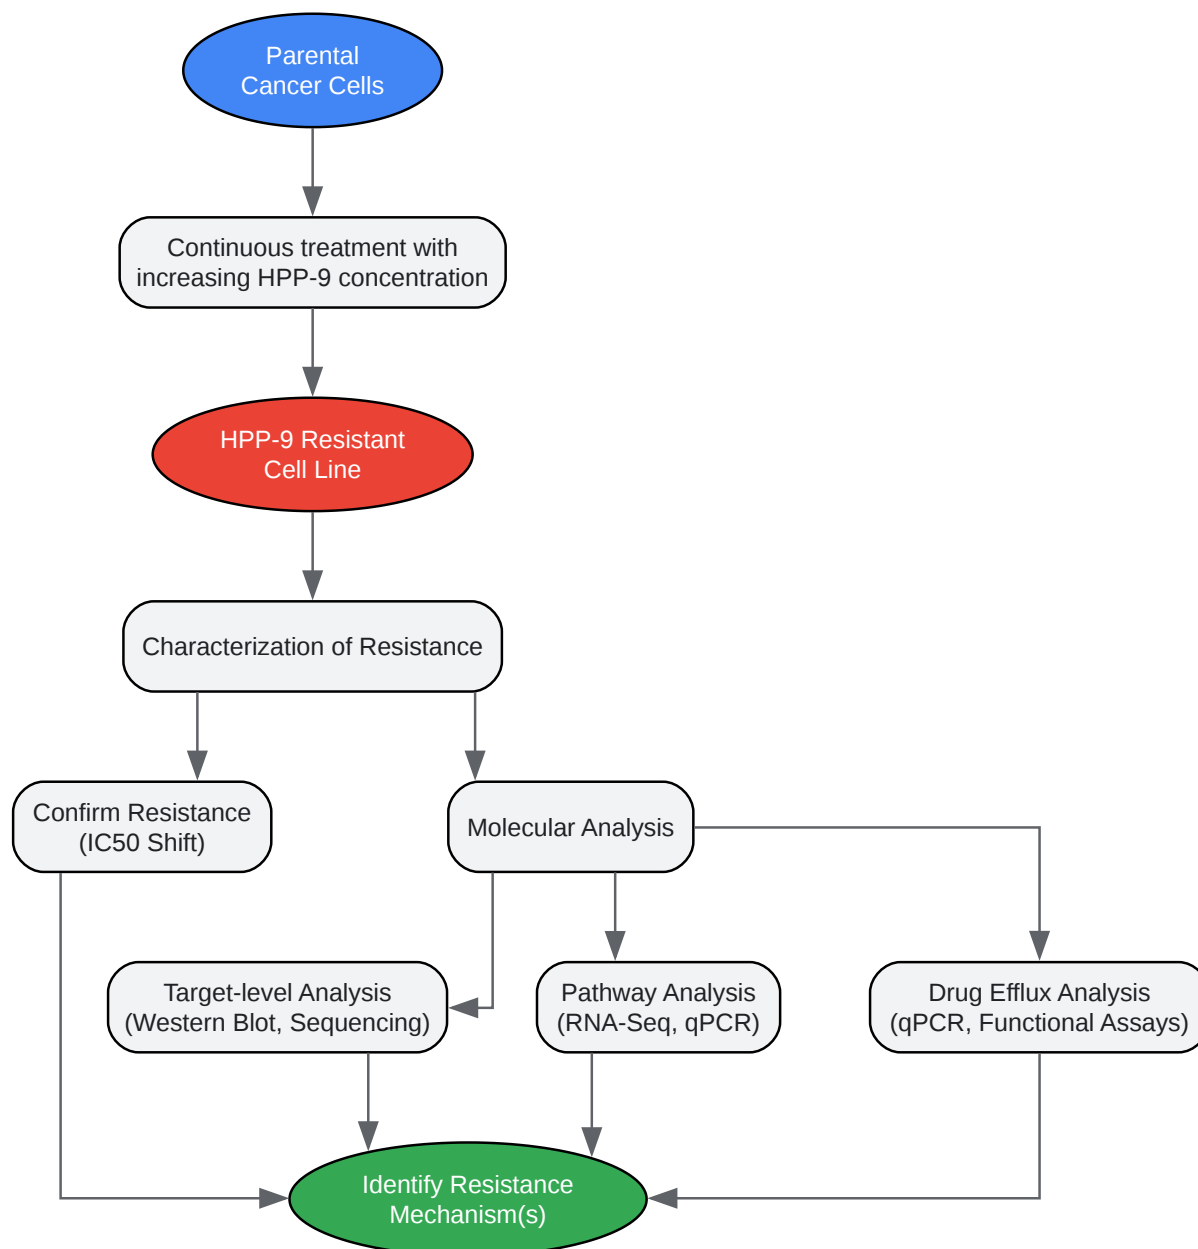 Parental
Cancer Cells
Continuous treatment with
increasing HPP-9 concentration
HPP-9 Resistant
Cell Line
Characterization of Resistance
Confirm Resistance
(IC50 Shift)
Molecular Analysis
Target-level Analysis
(Western Blot, Sequencing)
Pathway Analysis
(RNA-Seq, qPCR)
Drug Efflux Analysis
(qPCR, Functional Assays)
Identify Resistance
Mechanism(s)